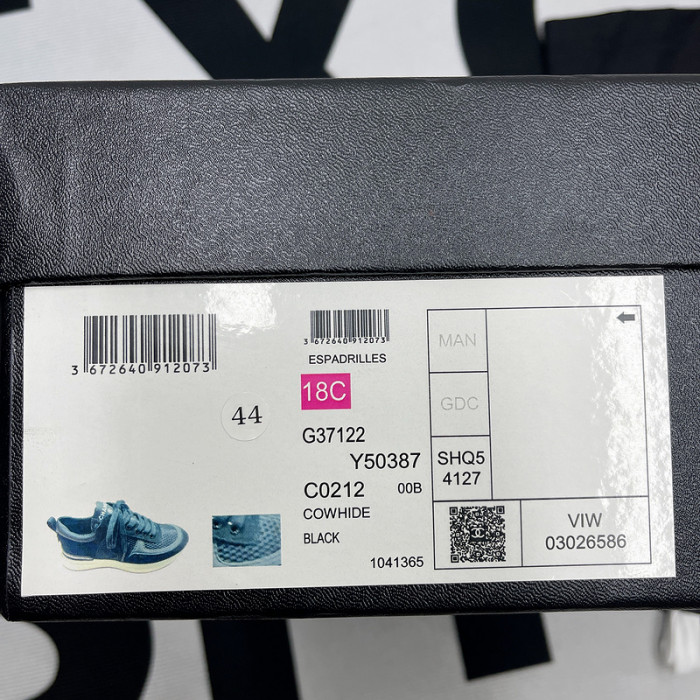 3 672640 912073
44
3 672640 912073
ESPADRILLES
18C
G37122
Y50387
C0212 00B
COWHIDE
BLACK
1041365
MAN
GDC
SHQ5
4127
VIW
03026586